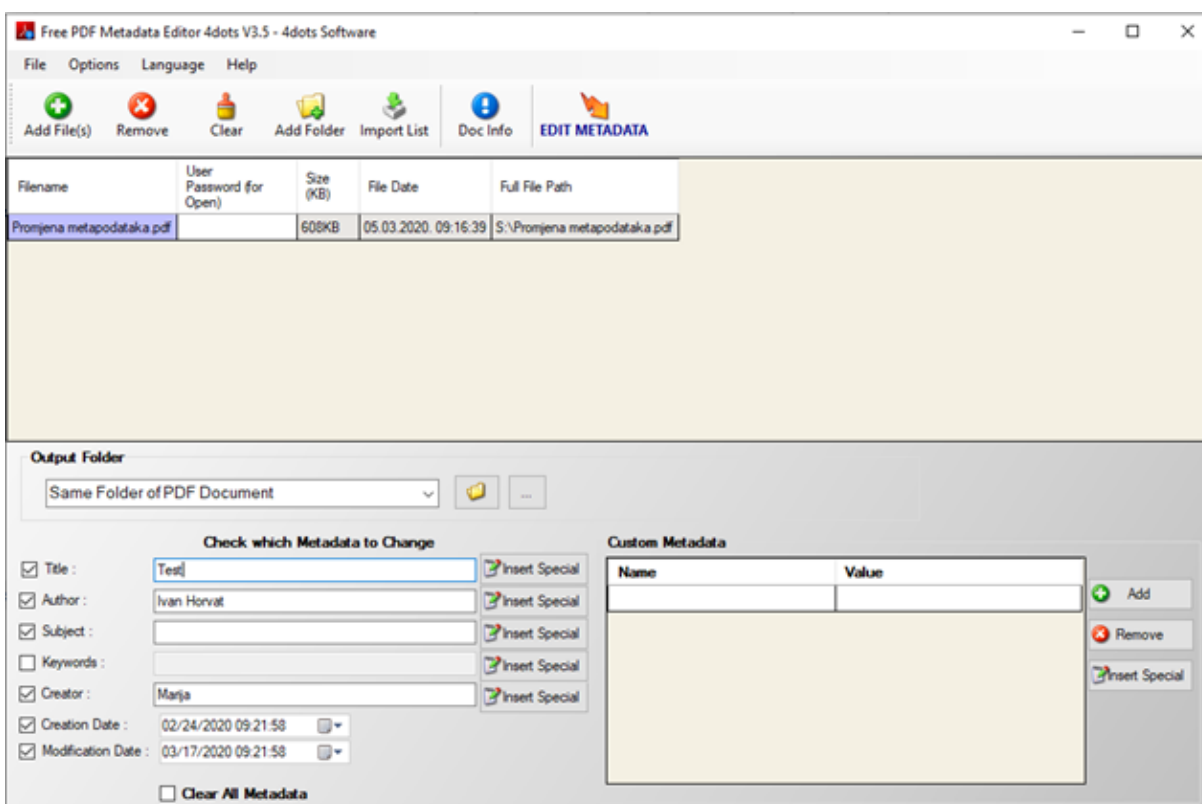 Free PDF Metadata Editor 4dots V3.5 - 4dots Software
File Options Language Help
Add File(s) Remove Clear Add Folder Import List Doc Info EDIT METADATA
Filename User Password (for Open) Size (KB) File Date Full File Path
Promjena metapodataka.pdf 608KB 05.03.2020. 09:16:39 S:\Promjena metapodataka.pdf
Output Folder
Same Folder of PDF Document ...
Check which Metadata to Change
Title : Test Insert Special
Author : Ivan Horvat Insert Special
Subject : Insert Special
Keywords : Insert Special
Creator : Marija Insert Special
Creation Date : 02/24/2020 09:21:58
Modification Date : 03/17/2020 09:21:58
Clear All Metadata
Custom Metadata
Name Value
Add
Remove
Insert Special